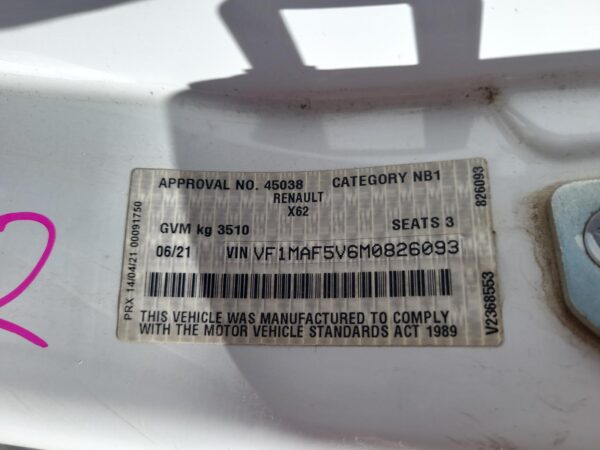 APPROVAL NO. 45038 CATEGORY NB1
RENAULT
X62
GVM kg 3510 SEATS 3
06/21 VIN VF1MAF5V6M0826093
THIS VEHICLE WAS MANUFACTURED TO COMPLY
WITH THE MOTOR VEHICLE STANDARDS ACT 1989
PRX 14/04/21 00091750
826093
V2368553
2